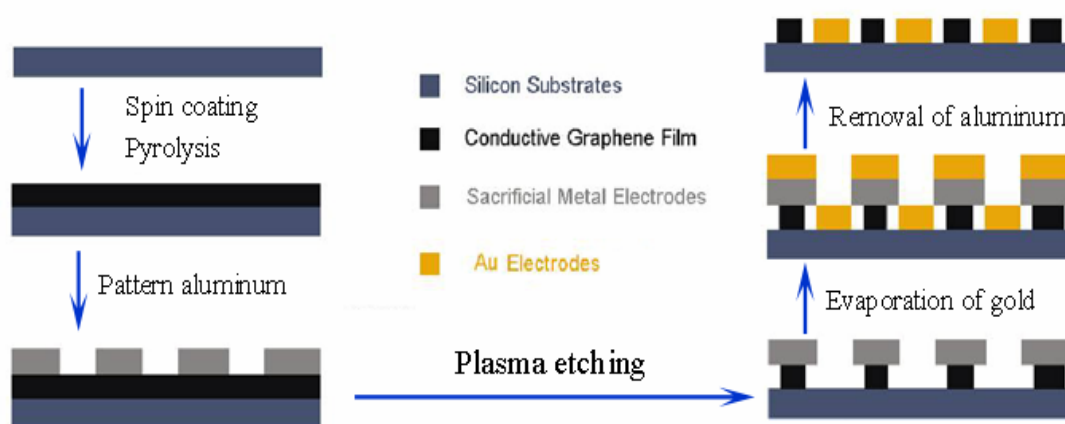 Spin coating
Pyrolysis
Pattern aluminum
Silicon Substrates
Conductive Graphene Film
Sacrificial Metal Electrodes
Au Electrodes
Plasma etching
Removal of aluminum
Evaporation of gold